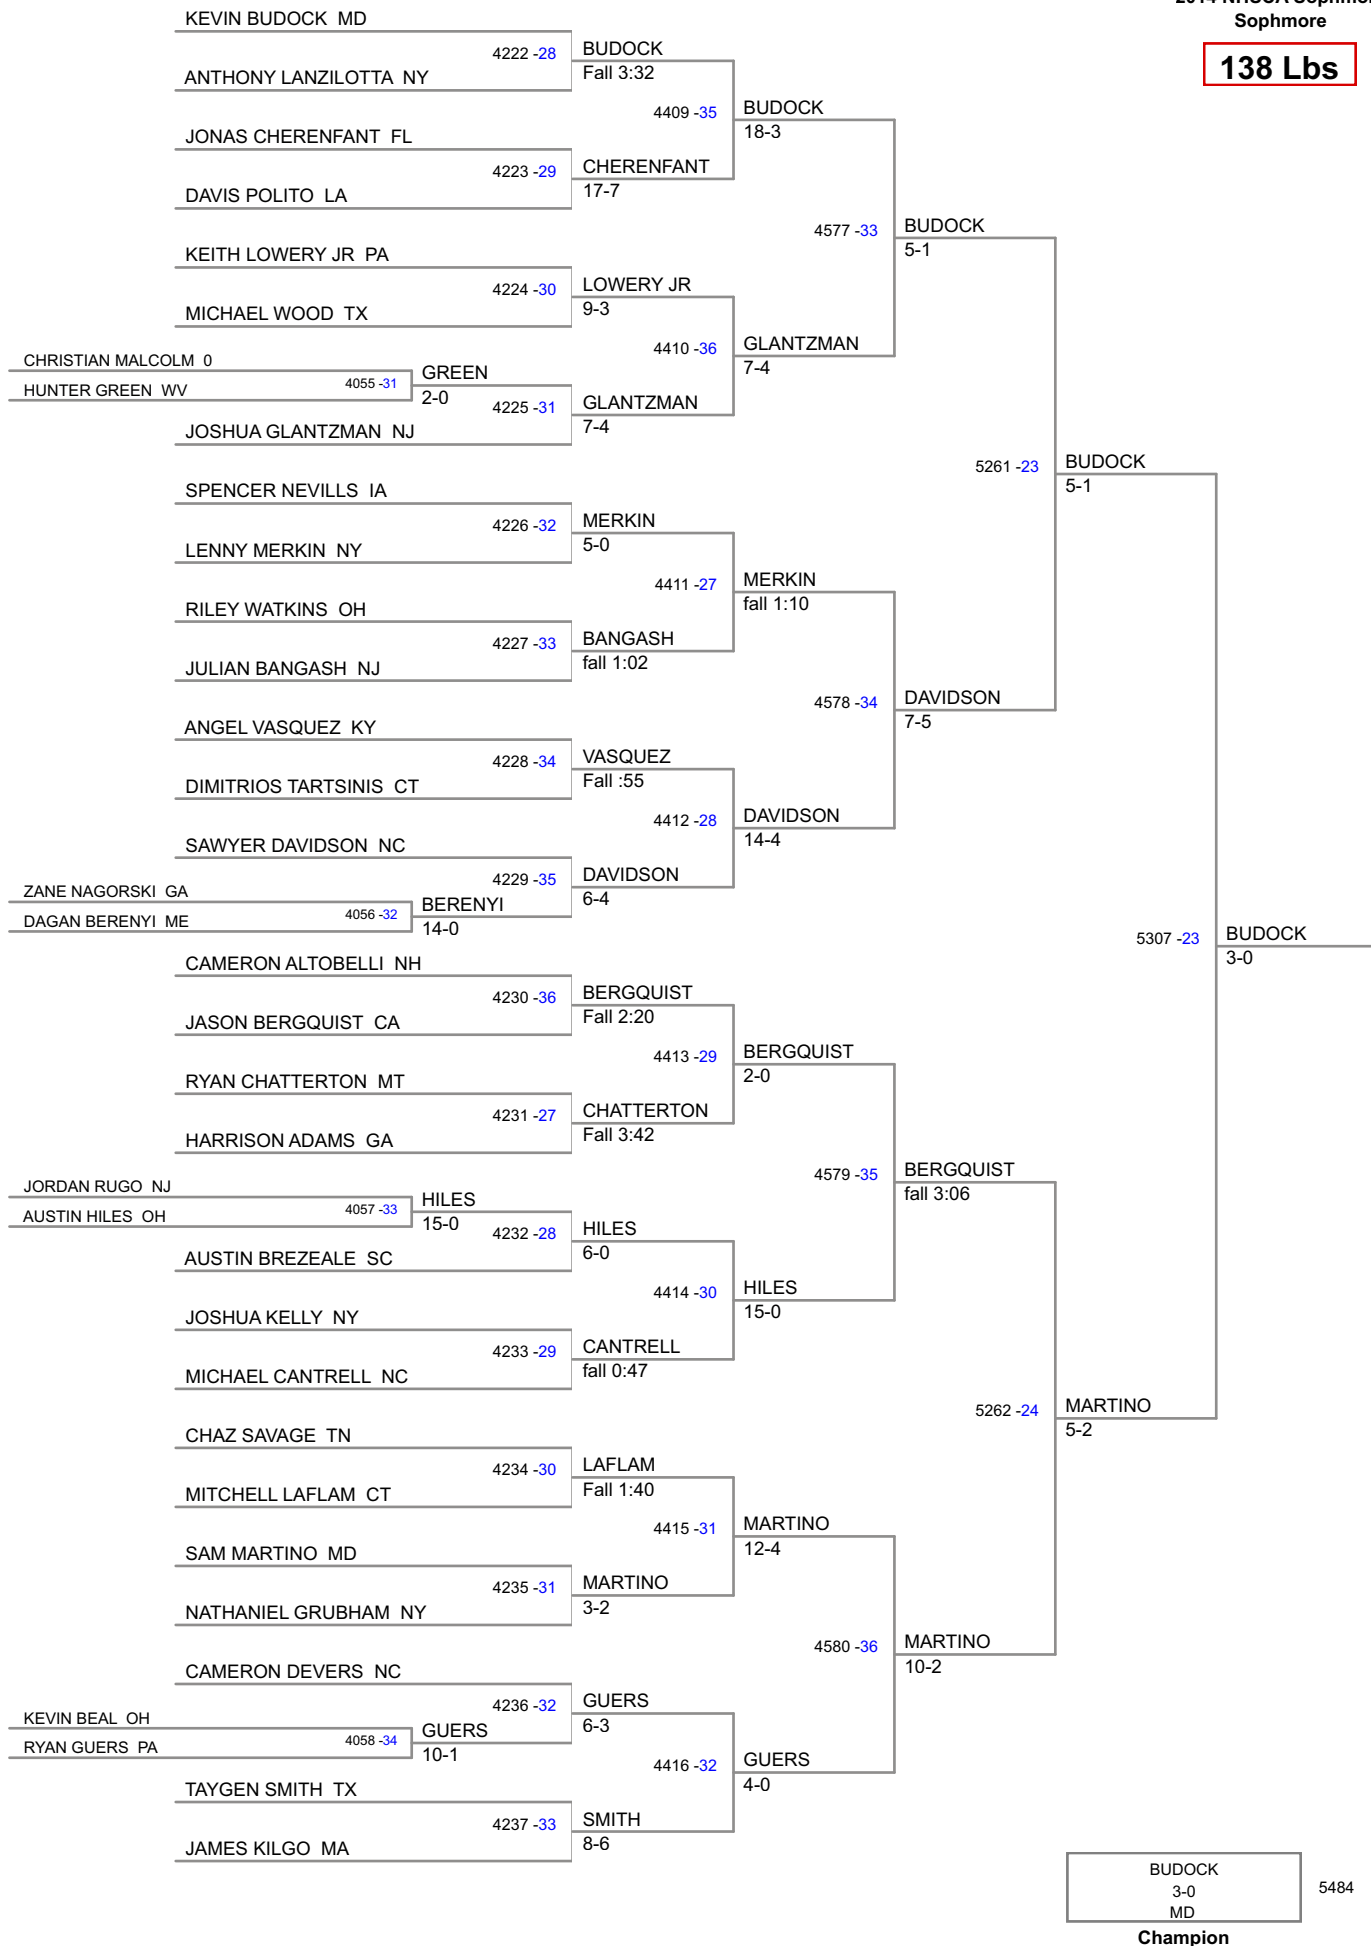 2014 NHSCA Sophmor
Sophmore
138 Lbs
KEVIN BUDOCK MD
4222 -28 BUDOCK
Fall 3:32
ANTHONY LANZILOTTA NY
4409 -35 BUDOCK
18-3
JONAS CHERENFANT FL
4223 -29 CHERENFANT
17-7
DAVIS POLITO LA
4577 -33 BUDOCK
5-1
KEITH LOWERY JR PA
4224 -30 LOWERY JR
9-3
MICHAEL WOOD TX
4410 -36 GLANTZMAN
7-4
CHRISTIAN MALCOLM 0
HUNTER GREEN WV
4055 -31 GREEN
2-0
4225 -31 GLANTZMAN
7-4
JOSHUA GLANTZMAN NJ
5261 -23 BUDOCK
5-1
SPENCER NEVILLS IA
4226 -32 MERKIN
5-0
LENNY MERKIN NY
4411 -27 MERKIN
fall 1:10
RILEY WATKINS OH
4227 -33 BANGASH
fall 1:02
JULIAN BANGASH NJ
4578 -34 DAVIDSON
7-5
ANGEL VASQUEZ KY
4228 -34 VASQUEZ
Fall :55
DIMITRIOS TARTSINIS CT
4412 -28 DAVIDSON
14-4
SAWYER DAVIDSON NC
4229 -35 DAVIDSON
6-4
ZANE NAGORSKI GA
DAGAN BERENYI ME
4056 -32 BERENYI
14-0
5307 -23 BUDOCK
3-0
CAMERON ALTOBELLI NH
4230 -36 BERGQUIST
Fall 2:20
JASON BERGQUIST CA
4413 -29 BERGQUIST
2-0
RYAN CHATTERTON MT
4231 -27 CHATTERTON
Fall 3:42
HARRISON ADAMS GA
4579 -35 BERGQUIST
fall 3:06
JORDAN RUGO NJ
AUSTIN HILES OH
4057 -33 HILES
15-0
4232 -28 HILES
6-0
AUSTIN BREZEALE SC
4414 -30 HILES
15-0
JOSHUA KELLY NY
4233 -29 CANTRELL
fall 0:47
MICHAEL CANTRELL NC
5262 -24 MARTINO
5-2
CHAZ SAVAGE TN
4234 -30 LAFLAM
Fall 1:40
MITCHELL LAFLAM CT
4415 -31 MARTINO
12-4
SAM MARTINO MD
4235 -31 MARTINO
3-2
NATHANIEL GRUBHAM NY
4580 -36 MARTINO
10-2
CAMERON DEVERS NC
4236 -32 GUERS
6-3
KEVIN BEAL OH
RYAN GUERS PA
4058 -34 GUERS
10-1
4416 -32 GUERS
4-0
TAYGEN SMITH TX
4237 -33 SMITH
8-6
JAMES KILGO MA
BUDOCK
3-0
MD
5484
Champion